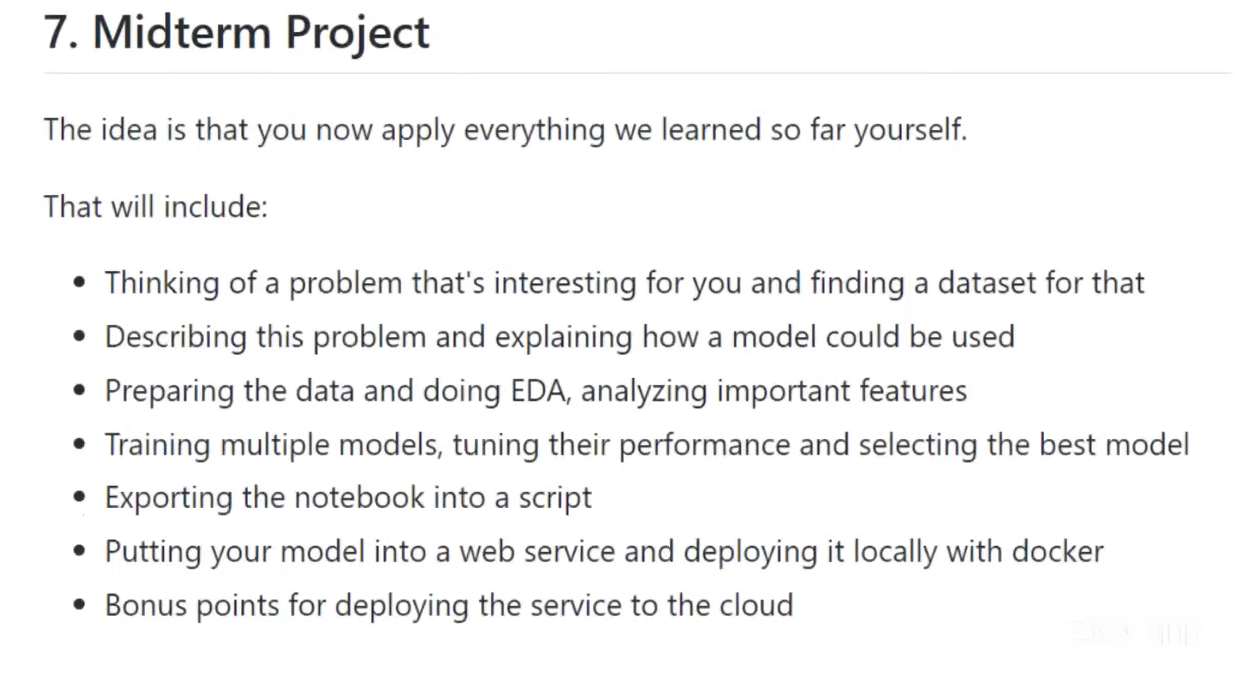 7. Midterm Project
The idea is that you now apply everything we learned so far yourself.
That will include:
• Thinking of a problem that's interesting for you and finding a dataset for that
• Describing this problem and explaining how a model could be used
• Preparing the data and doing EDA, analyzing important features
• Training multiple models, tuning their performance and selecting the best model
• Exporting the notebook into a script
• Putting your model into a web service and deploying it locally with docker
• Bonus points for deploying the service to the cloud